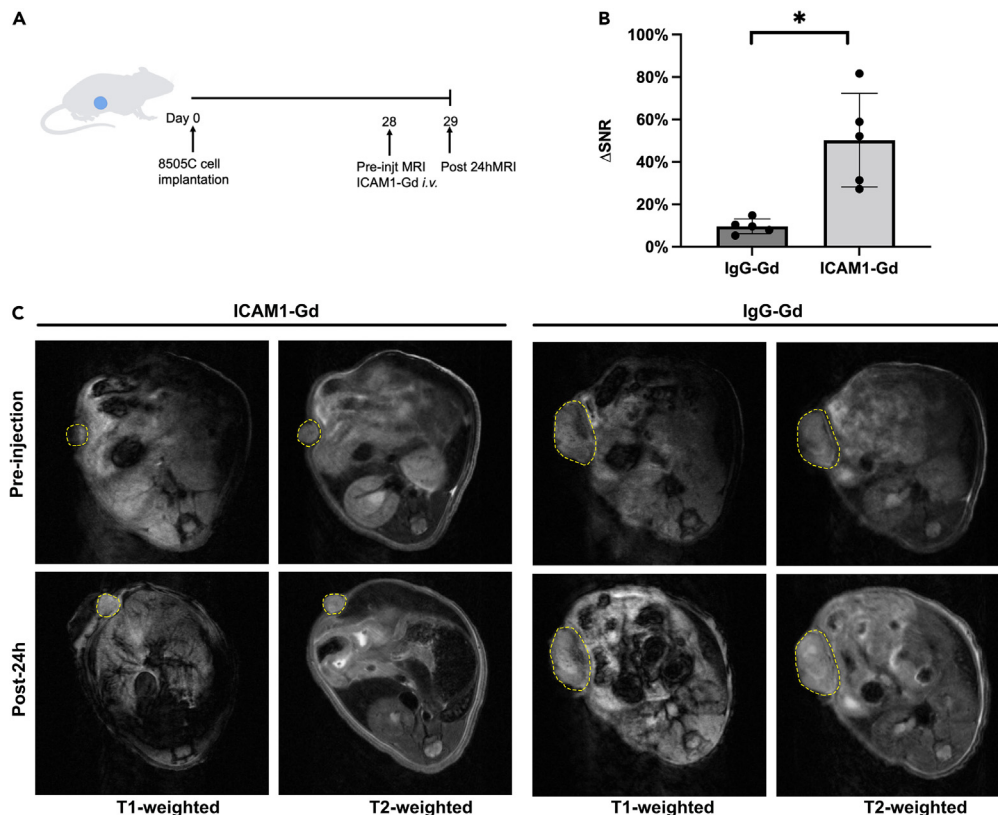 A
Day 0
28
29
8505C cell
implantation
Pre-injt MRI
ICAM1-Gd i.v.
Post 24hMRI
B
100%
80%
60%
40%
20%
0%
ΔSNR
*
IgG-Gd
ICAM1-Gd
C
ICAM1-Gd
IgG-Gd
Pre-injection
Post-24h
T1-weighted
T2-weighted
T1-weighted
T2-weighted